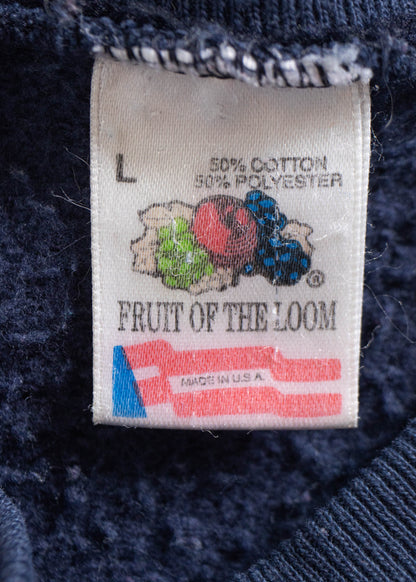 L
50% COTTON
50% POLYESTER
®
FRUIT OF THE LOOM
MADE IN U.S.A.